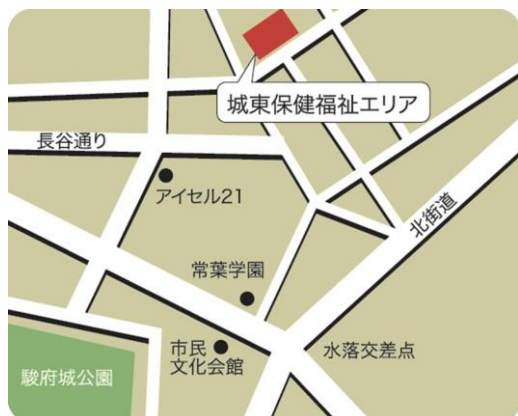 城東保健福祉エリア
長谷通り
アイセル21
北街道
常葉学園
市民
文化会館
水落交差点
駿府城公園